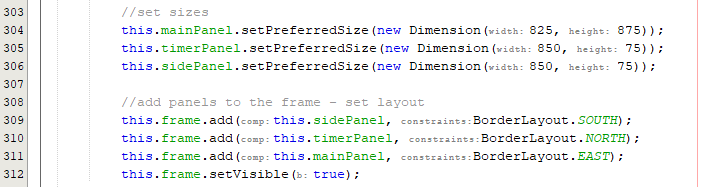 303 //set sizes
304 this.mainPanel.setPreferredSize(new Dimension(width: 825, height: 875));
305 this.timerPanel.setPreferredSize(new Dimension(width: 850, height: 75));
306 this.sidePanel.setPreferredSize(new Dimension(width: 850, height: 75));
307
308 //add panels to the frame - set layout
309 this.frame.add(comp: this.sidePanel, constraints: BorderLayout.SOUTH);
310 this.frame.add(comp: this.timerPanel, constraints: BorderLayout.NORTH);
311 this.frame.add(comp: this.mainPanel, constraints: BorderLayout.EAST);
312 this.frame.setVisible(b: true);